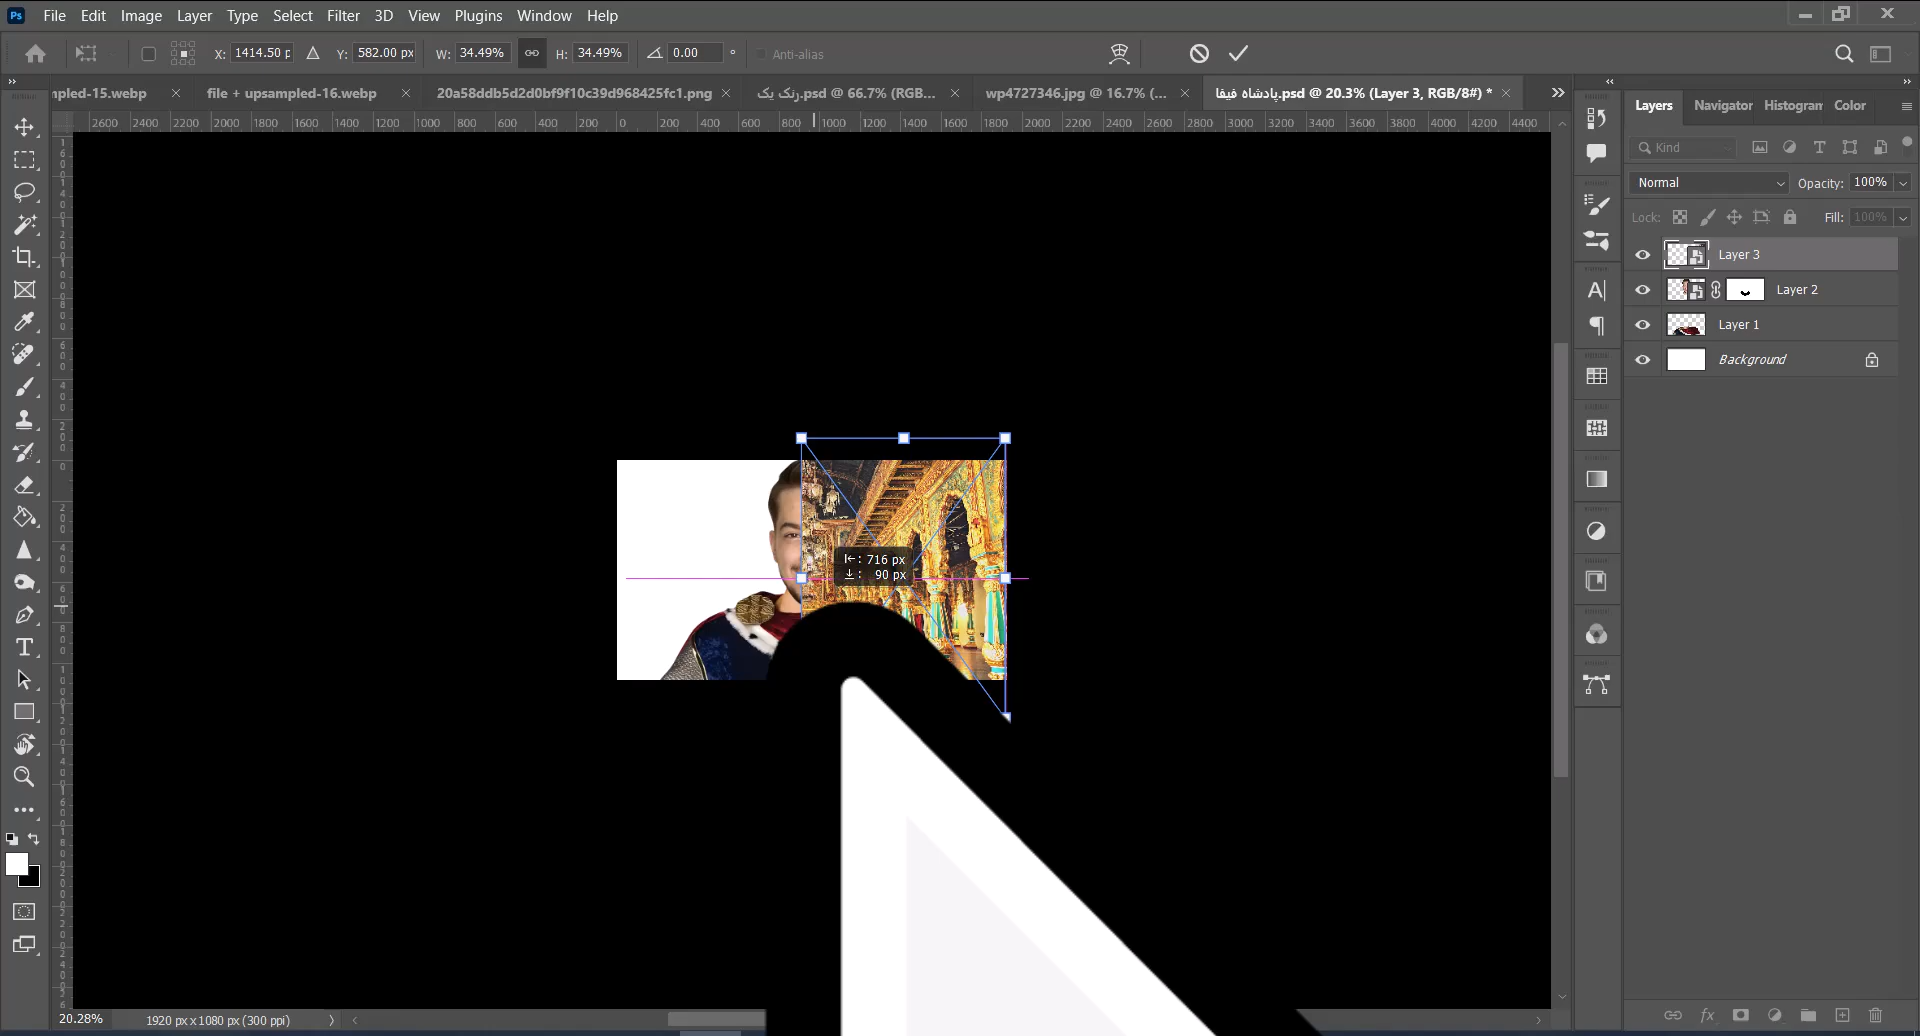 File Edit Image Layer Type Select Filter 3D View Plugins Window Help
X: 1414.50 p Y: 582.00 px W: 34.49% H: 34.49% 0.00 ° Anti-alias
mpled-15.webp file + upsampled-16.webp 20a58ddb5d2d0bf9f10c39d968425fc1.png رنک یک.psd @ 66.7% (RGB... wp4727346.jpg @ 16.7% (... پادشاه فیفا.psd @ 20.3% (Layer 3, RGB/8#) *
2600 2400 2200 2000 1800 1600 1400 1200 1000 800 600 400 200 0 200 400 600 800 1000 1200 1400 1600 1800 2000 2200 2400 2600 2800 3000 3200 3400 3600 3800 4000 4200 4400
716 px
90 px
Layers Navigator Histogram Color
Kind
Normal Opacity: 100%
Lock: Fill: 100%
Layer 3
Layer 2
Layer 1
Background
20.28% 1920 px x 1080 px (300 ppi)